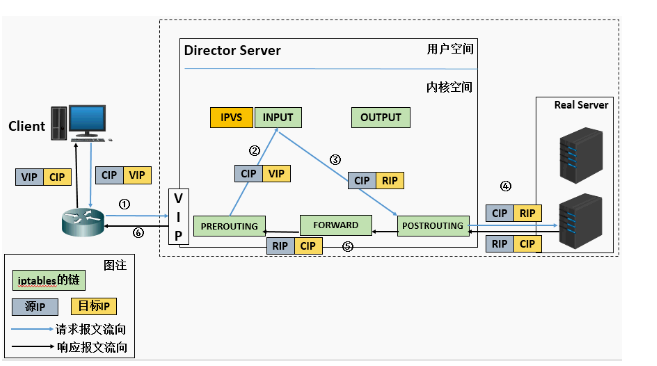 Director Server
用户空间
内核空间
IPVS
INPUT
OUTPUT
Real Server
Client
②
③
CIP VIP
CIP RIP
④
VIP CIP
CIP VIP
①
⑥
VIP
PREROUTING
FORWARD
POSTROUTING
CIP RIP
RIP CIP
RIP CIP
⑤
图注
iptables的链
源IP
目标IP
请求报文流向
响应报文流向